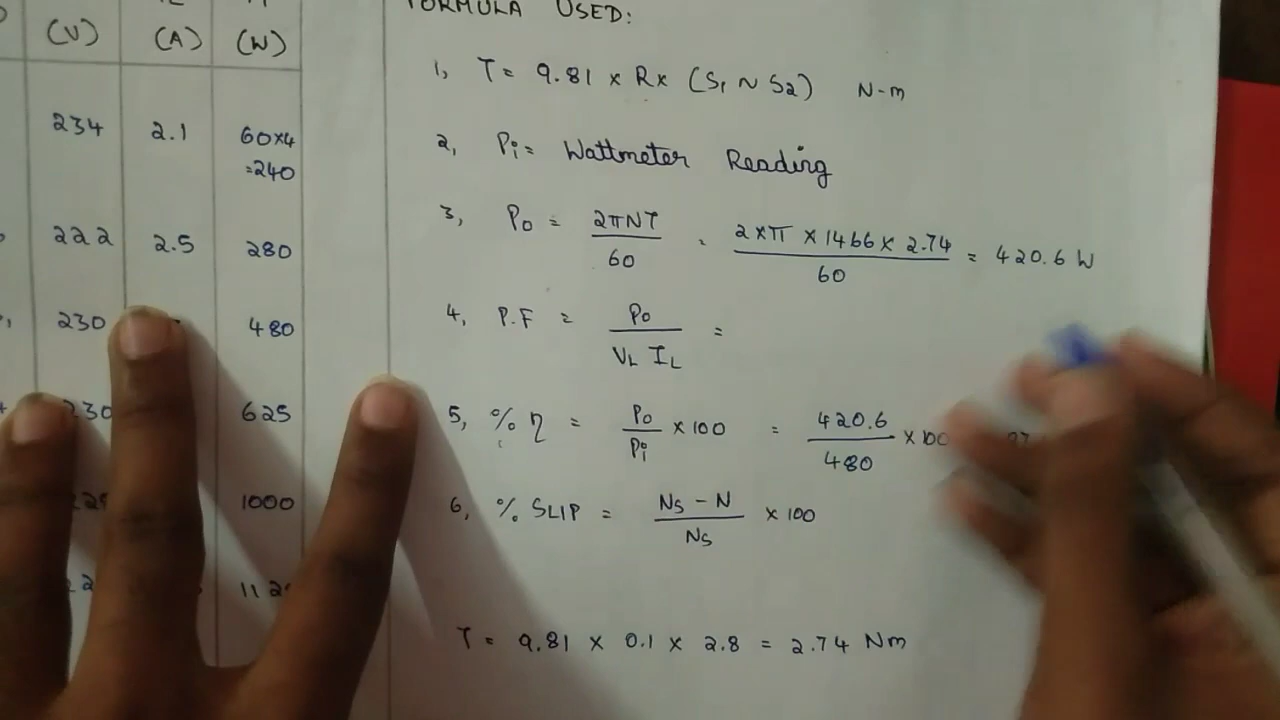 FORMULA USED:
(V) (A) (W)
1, T = 9.81 x R x (S1 ~ S2) N-m
234 2.1 60x4
=240
2, Pi = Wattmeter Reading
3, Po = 2πNT / 60 = 2 x π x 1466 x 2.74 / 60 = 420.6 W
222 2.5 280
4, P.F = Po / VL IL =
230 480
5, % η = Po / Pi x 100 = 420.6 / 480 x 100
230 625
6, % SLIP = Ns - N / Ns x 100
1000
T = 9.81 x 0.1 x 2.8 = 2.74 Nm